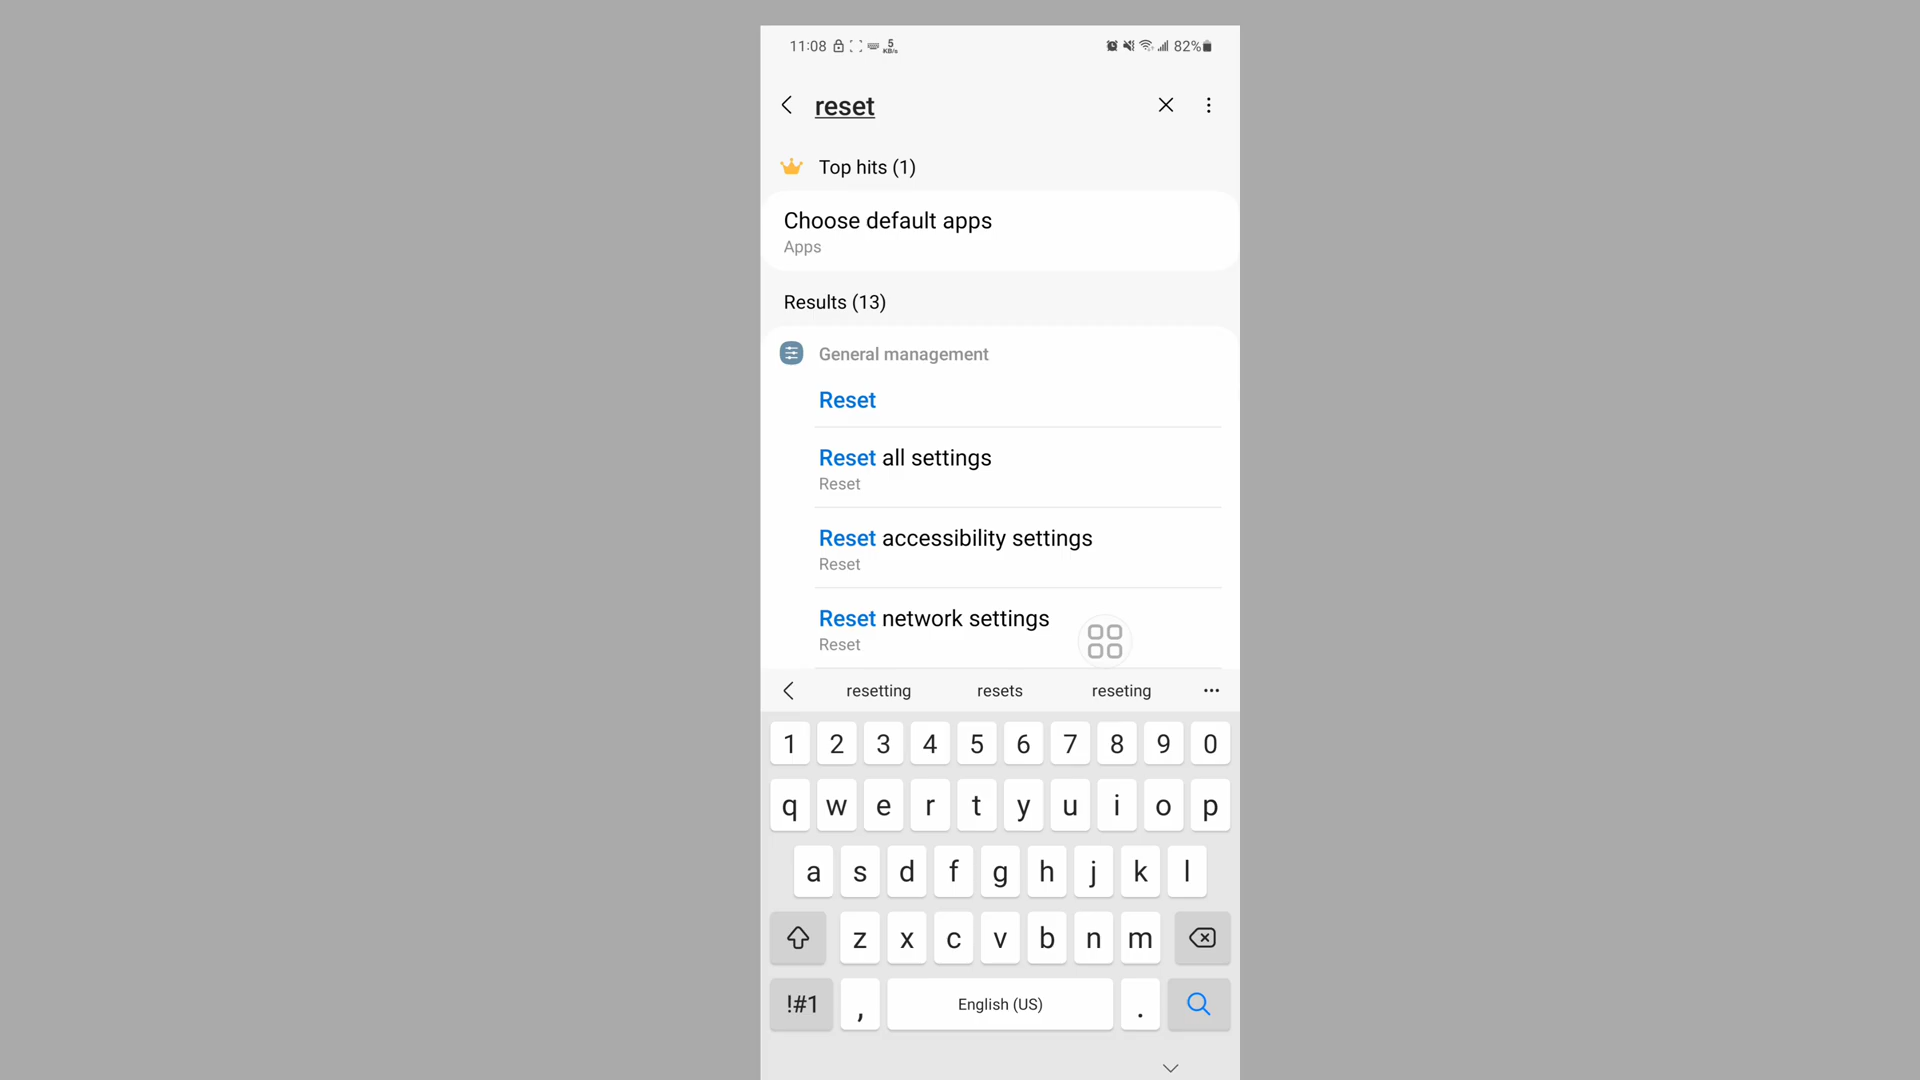 11:08 5 KB/s 82%
reset
Top hits (1)
Choose default apps
Apps
Results (13)
General management
Reset
Reset all settings
Reset
Reset accessibility settings
Reset
Reset network settings
Reset
resetting resets reseting ...
1 2 3 4 5 6 7 8 9 0
q w e r t y u i o p
a s d f g h j k l
z x c v b n m
!#1 , English (US) .